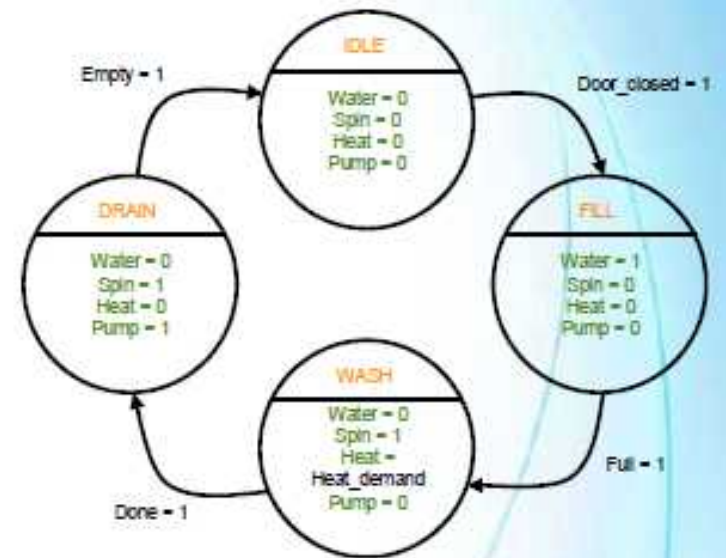 IDLE
Water = 0
Spin = 0
Heat = 0
Pump = 0
Empty = 1
Door_closed = 1
DRAIN
Water = 0
Spin = 1
Heat = 0
Pump = 1
FILL
Water = 1
Spin = 0
Heat = 0
Pump = 0
WASH
Water = 0
Spin = 1
Heat =
Heat_demand
Pump = 0
Full = 1
Done = 1